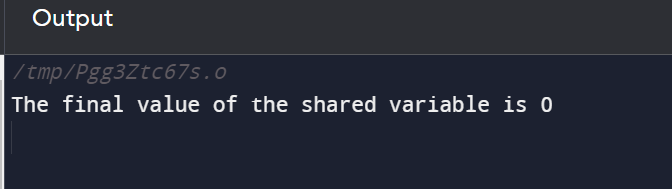 Output
/tmp/Pgg3Ztc67s.o
The final value of the shared variable is 0